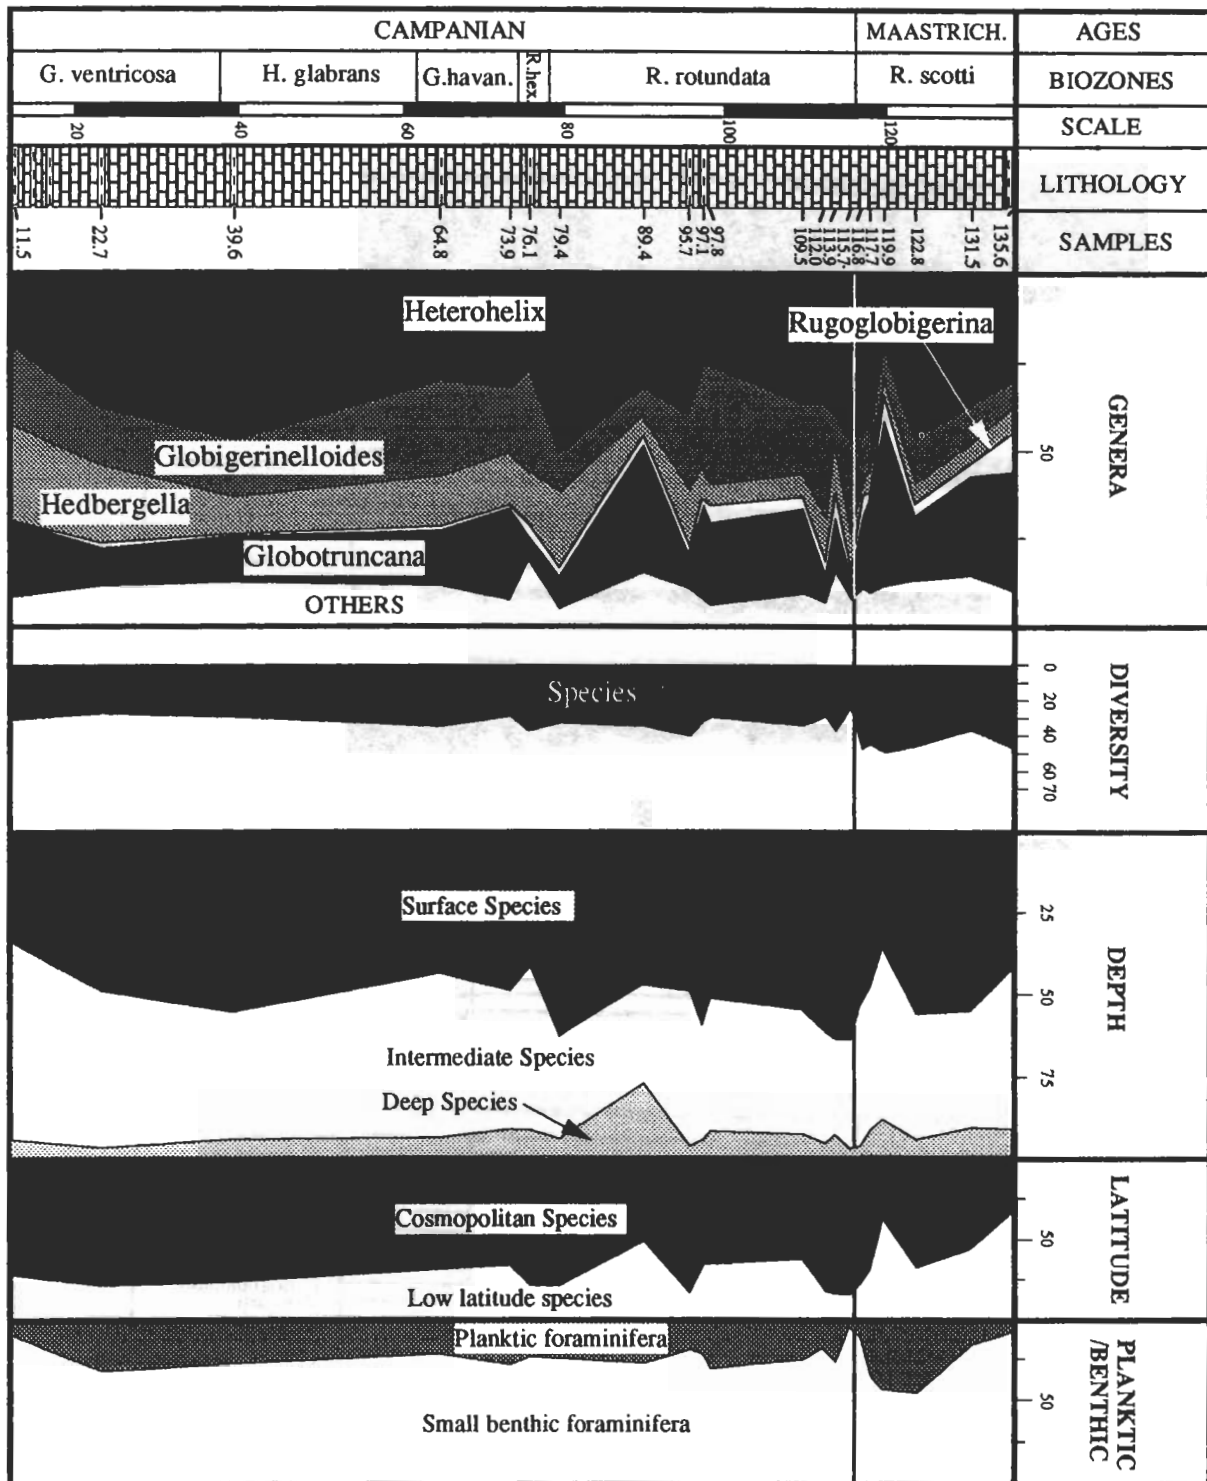 CAMPANIAN MAASTRICH. AGES
G. ventricosa H. glabrans G.havan. R.hex. R. rotundata R. scotti BIOZONES
20 40 60 80 100 120 SCALE
LITHOLOGY
11.5 22.7 39.6 64.8 73.9 76.1 79.4 89.4 95.7 97.1 97.8 109.5 112.0 113.9 115.7 116.8 117.7 119.9 122.8 131.5 135.6 SAMPLES
Heterohelix
Rugoglobigerina
Globigerinelloides
Hedbergella
Globotruncana
OTHERS
50
GENERA
Species
0 20 40 60 70
DIVERSITY
Surface Species
Intermediate Species
Deep Species
25
50
75
DEPTH
Cosmopolitan Species
Low latitude species
50
LATITUDE
Planktic foraminifera
Small benthic foraminifera
50
PLANKTIC
/BENTHIC